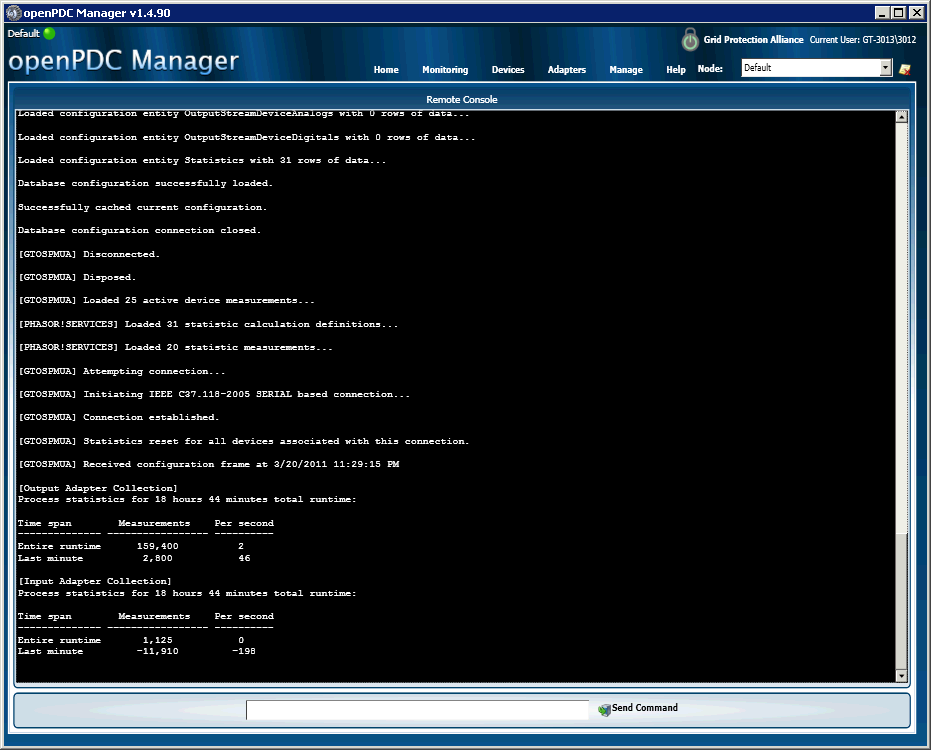 openPDC Manager v1.4.90
Default
openPDC Manager
Grid Protection Alliance Current User: GT-3013\3012
Home Monitoring Devices Adapters Manage Help Node: Default
Remote Console
Loaded configuration entity OutputStreamDeviceAnalogs with 0 rows of data...
Loaded configuration entity OutputStreamDeviceDigitals with 0 rows of data...
Loaded configuration entity Statistics with 31 rows of data...
Database configuration successfully loaded.
Successfully cached current configuration.
Database configuration connection closed.
[GTOSPMUA] Disconnected.
[GTOSPMUA] Disposed.
[GTOSPMUA] Loaded 25 active device measurements...
[PHASOR!SERVICES] Loaded 31 statistic calculation definitions...
[PHASOR!SERVICES] Loaded 20 statistic measurements...
[GTOSPMUA] Attempting connection...
[GTOSPMUA] Initiating IEEE C37.118-2005 SERIAL based connection...
[GTOSPMUA] Connection established.
[GTOSPMUA] Statistics reset for all devices associated with this connection.
[GTOSPMUA] Received configuration frame at 3/20/2011 11:29:15 PM
[Output Adapter Collection]
Process statistics for 18 hours 44 minutes total runtime:
Time span Measurements Per second
-------------- ----------------- ----------
Entire runtime 159,400 2
Last minute 2,800 46
[Input Adapter Collection]
Process statistics for 18 hours 44 minutes total runtime:
Time span Measurements Per second
-------------- ----------------- ----------
Entire runtime 1,125 0
Last minute -11,910 -198
Send Command